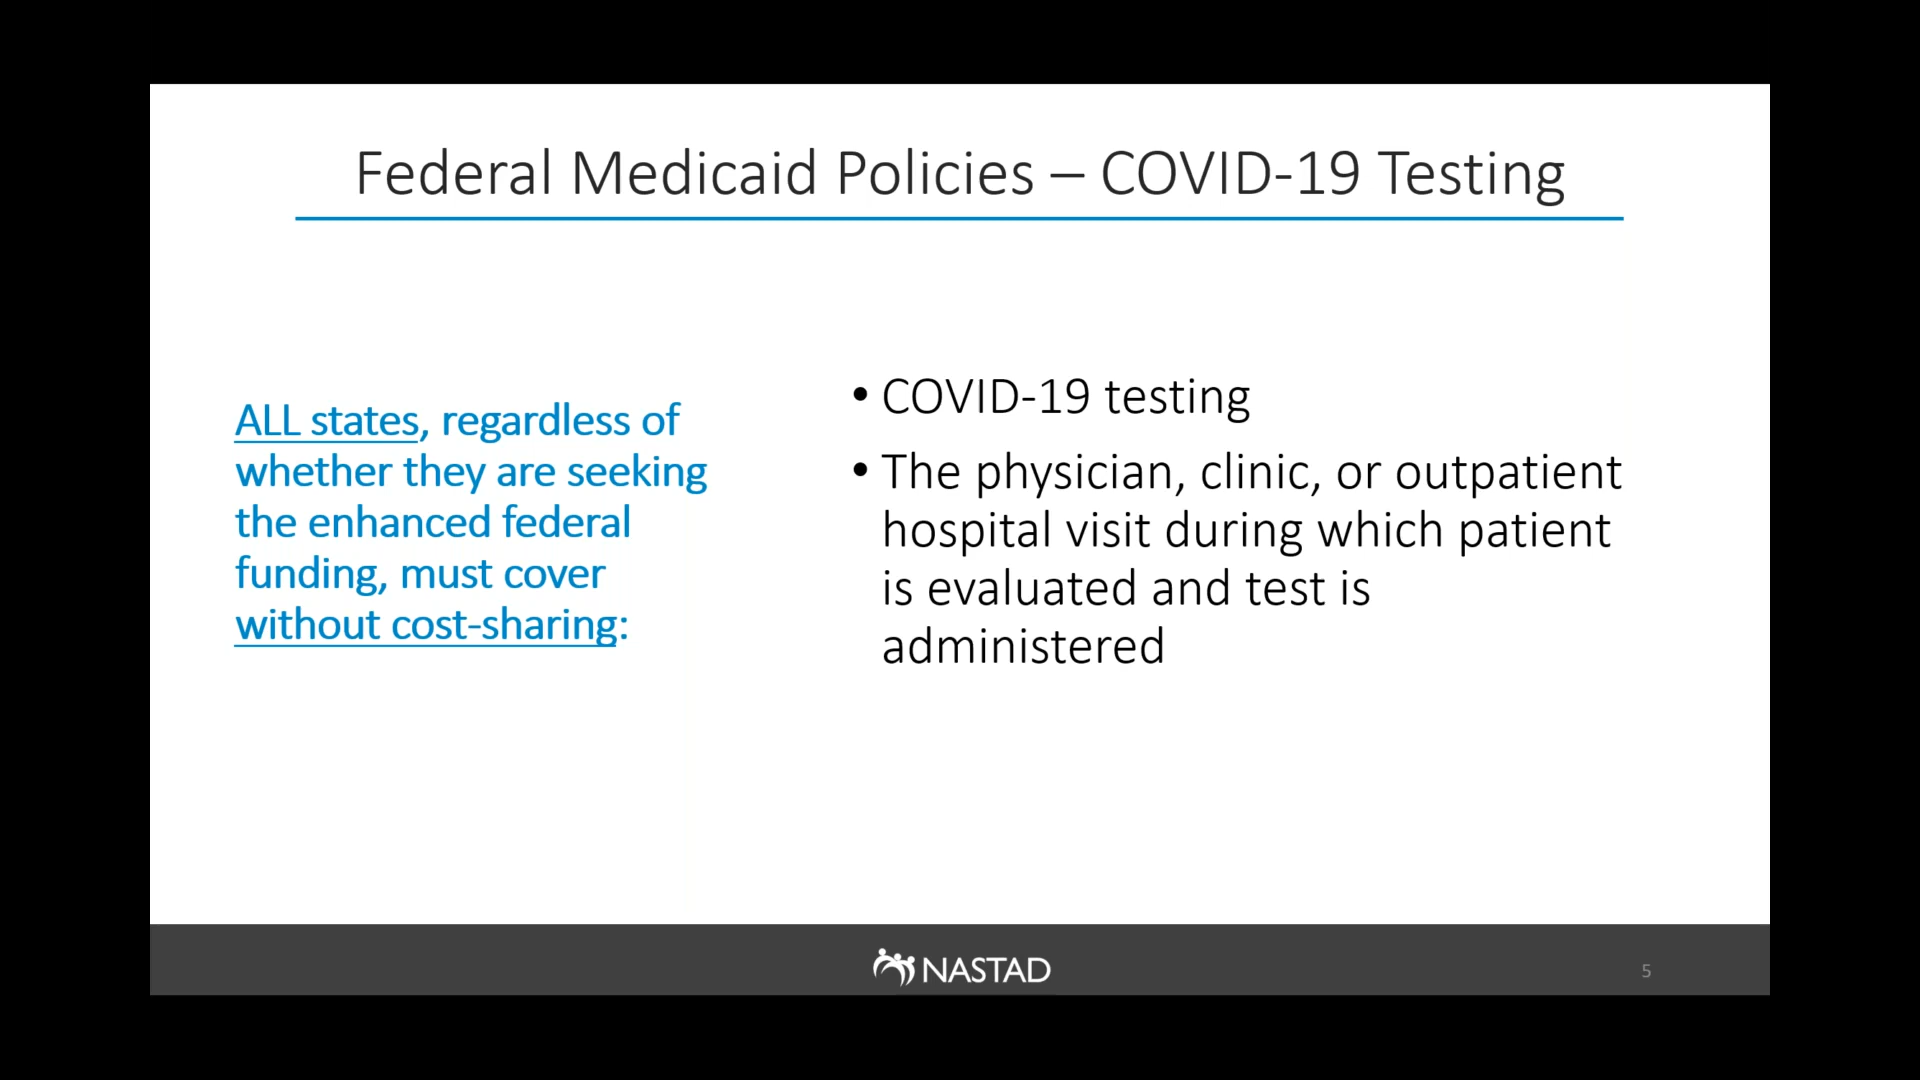 Federal Medicaid Policies – COVID-19 Testing
ALL states, regardless of
whether they are seeking
the enhanced federal
funding, must cover
without cost-sharing:
• COVID-19 testing
• The physician, clinic, or outpatient
hospital visit during which patient
is evaluated and test is
administered
NASTAD
5